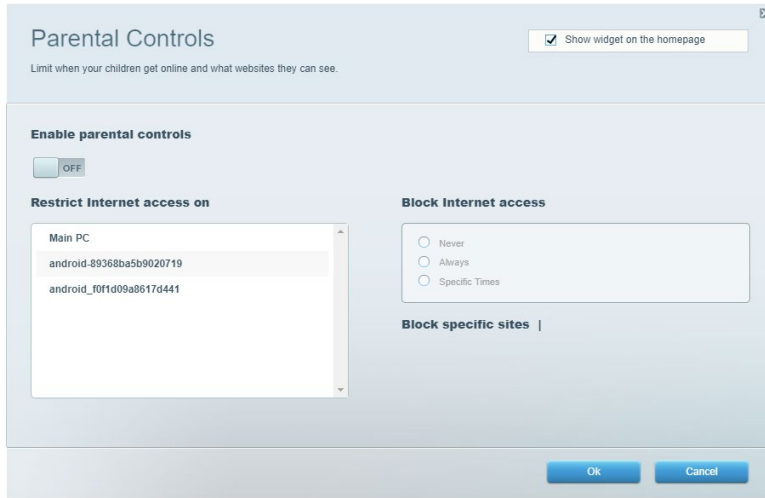 Parental Controls
Show widget on the homepage
Limit when your children get online and what websites they can see.
Enable parental controls
OFF
Restrict Internet access on
Main PC
android-89368ba5b9020719
android_f0f1d09a8617d441
Block Internet access
Never
Always
Specific Times
Block specific sites |
Ok
Cancel